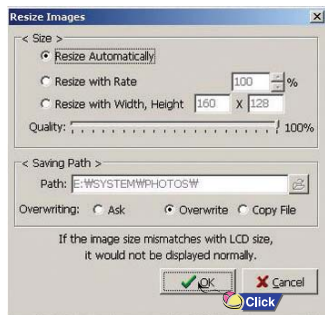 Resize Images
< Size >
Resize Automatically
Resize with Rate 100 %
Resize with Width, Height 160 X 128
Quality: 100%
< Saving Path >
Path: E:₩SYSTEM₩PHOTOS₩
Overwriting: Ask Overwrite Copy File
If the image size mismatches with LCD size,
it would not be displayed normally.
OK Cancel
Click